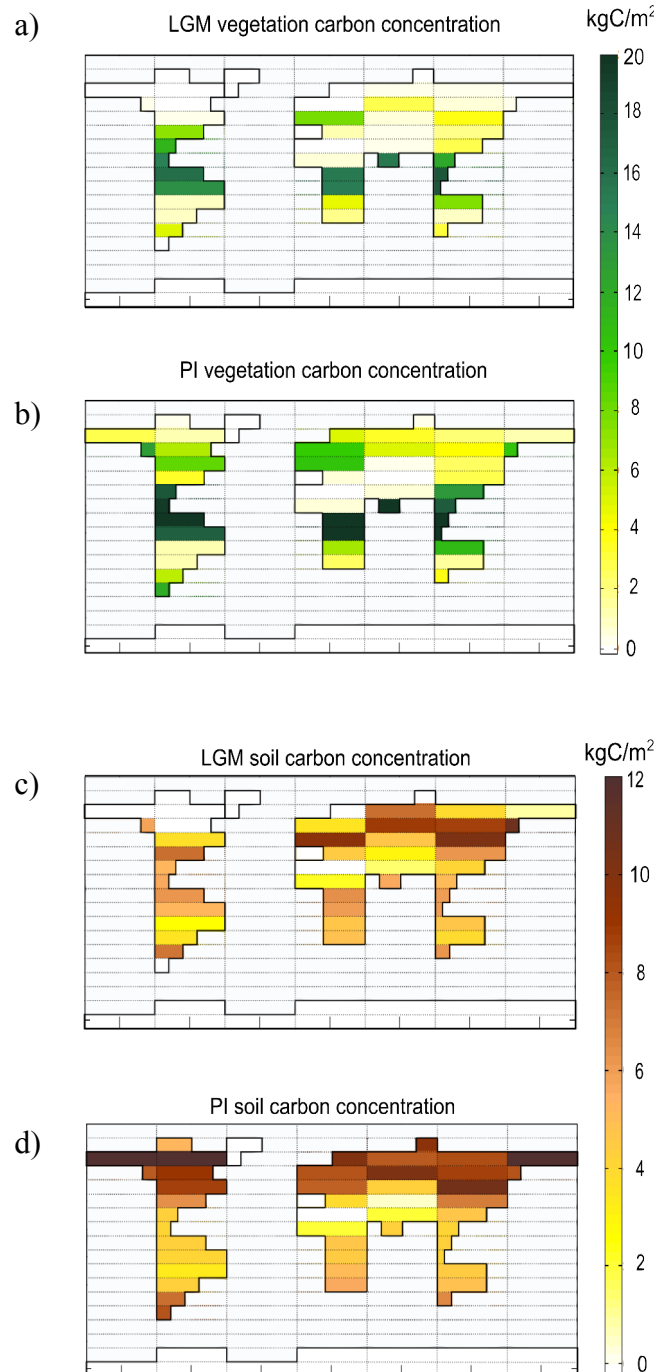 a)
LGM vegetation carbon concentration
kgC/m²
20
18
16
14
12
10
8
6
4
2
0
b)
PI vegetation carbon concentration
c)
LGM soil carbon concentration
kgC/m²
12
10
8
6
4
2
0
d)
PI soil carbon concentration